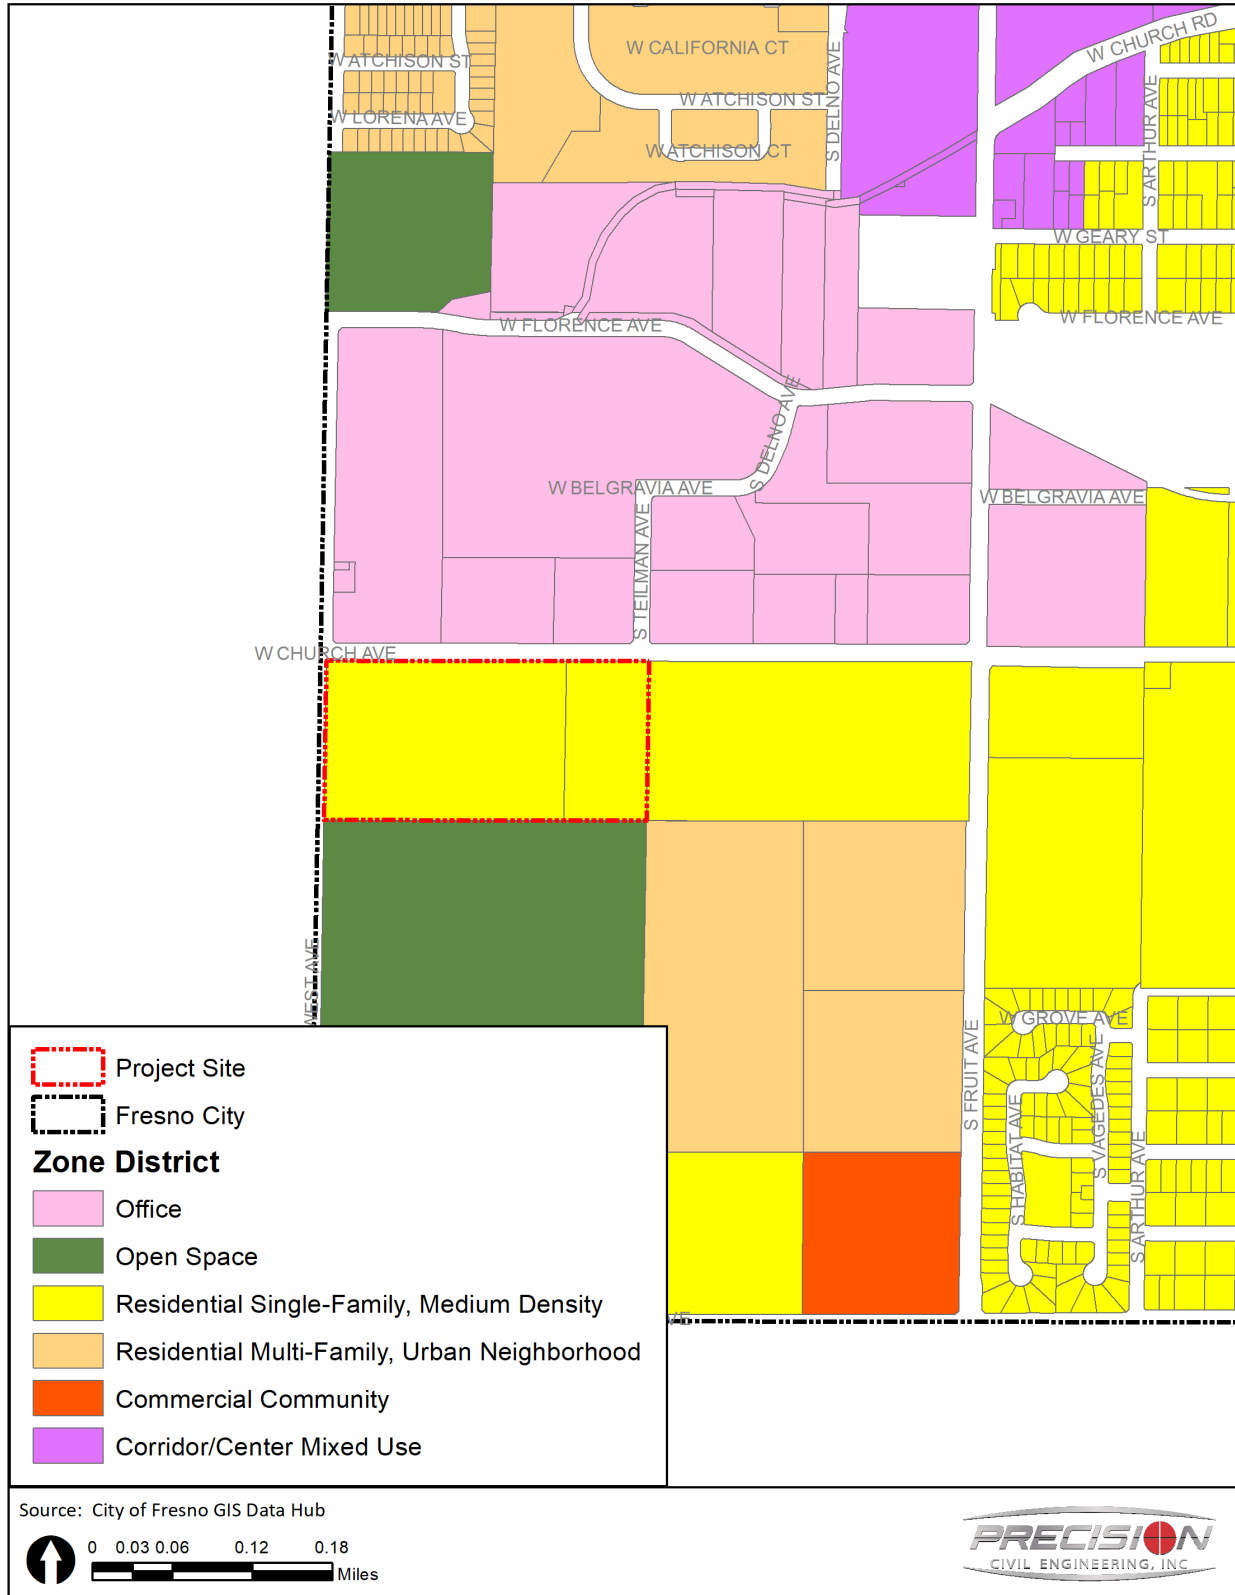 W CALIFORNIA CT
W CHURCH RD
W ATCHISON ST
W ATCHISON ST
S DELNO AVE
S ARTHUR AVE
W LORENA AVE
W ATCHISON CT
W GEARY ST
W FLORENCE AVE
W FLORENCE AVE
S DELNO AVE
W BELGRAVIA AVE
W BELGRAVIA AVE
S TEILMAN AVE
W CHURCH AVE
WEST AVE
W GROVE AVE
S FRUIT AVE
S VAGEDES AVE
S HABITAT AVE
S ARTHUR AVE
VE
Project Site
Fresno City
Zone District
Office
Open Space
Residential Single-Family, Medium Density
Residential Multi-Family, Urban Neighborhood
Commercial Community
Corridor/Center Mixed Use
Source: City of Fresno GIS Data Hub
0 0.03 0.06 0.12 0.18
Miles
PRECISION
CIVIL ENGINEERING, INC